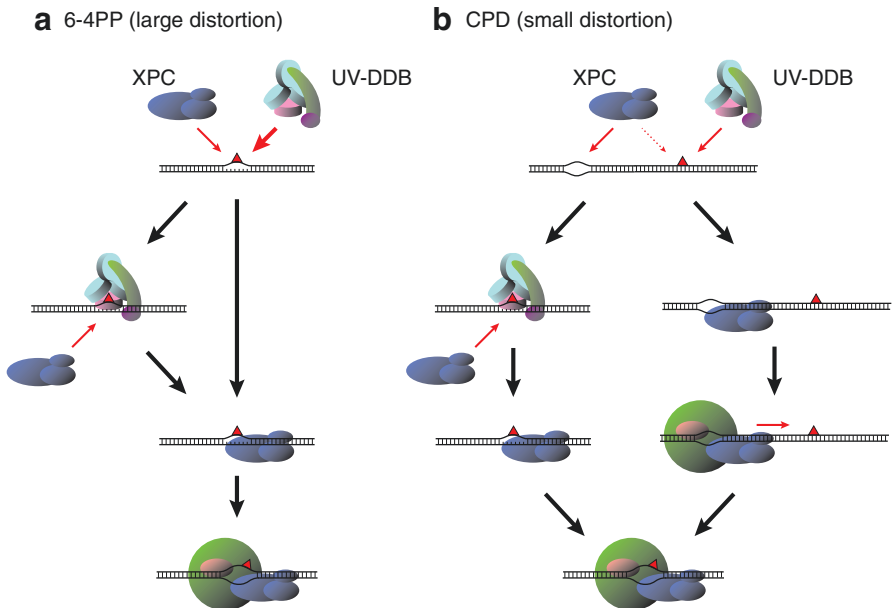 a 6-4PP (large distortion)
XPC
UV-DDB
b CPD (small distortion)
XPC
UV-DDB